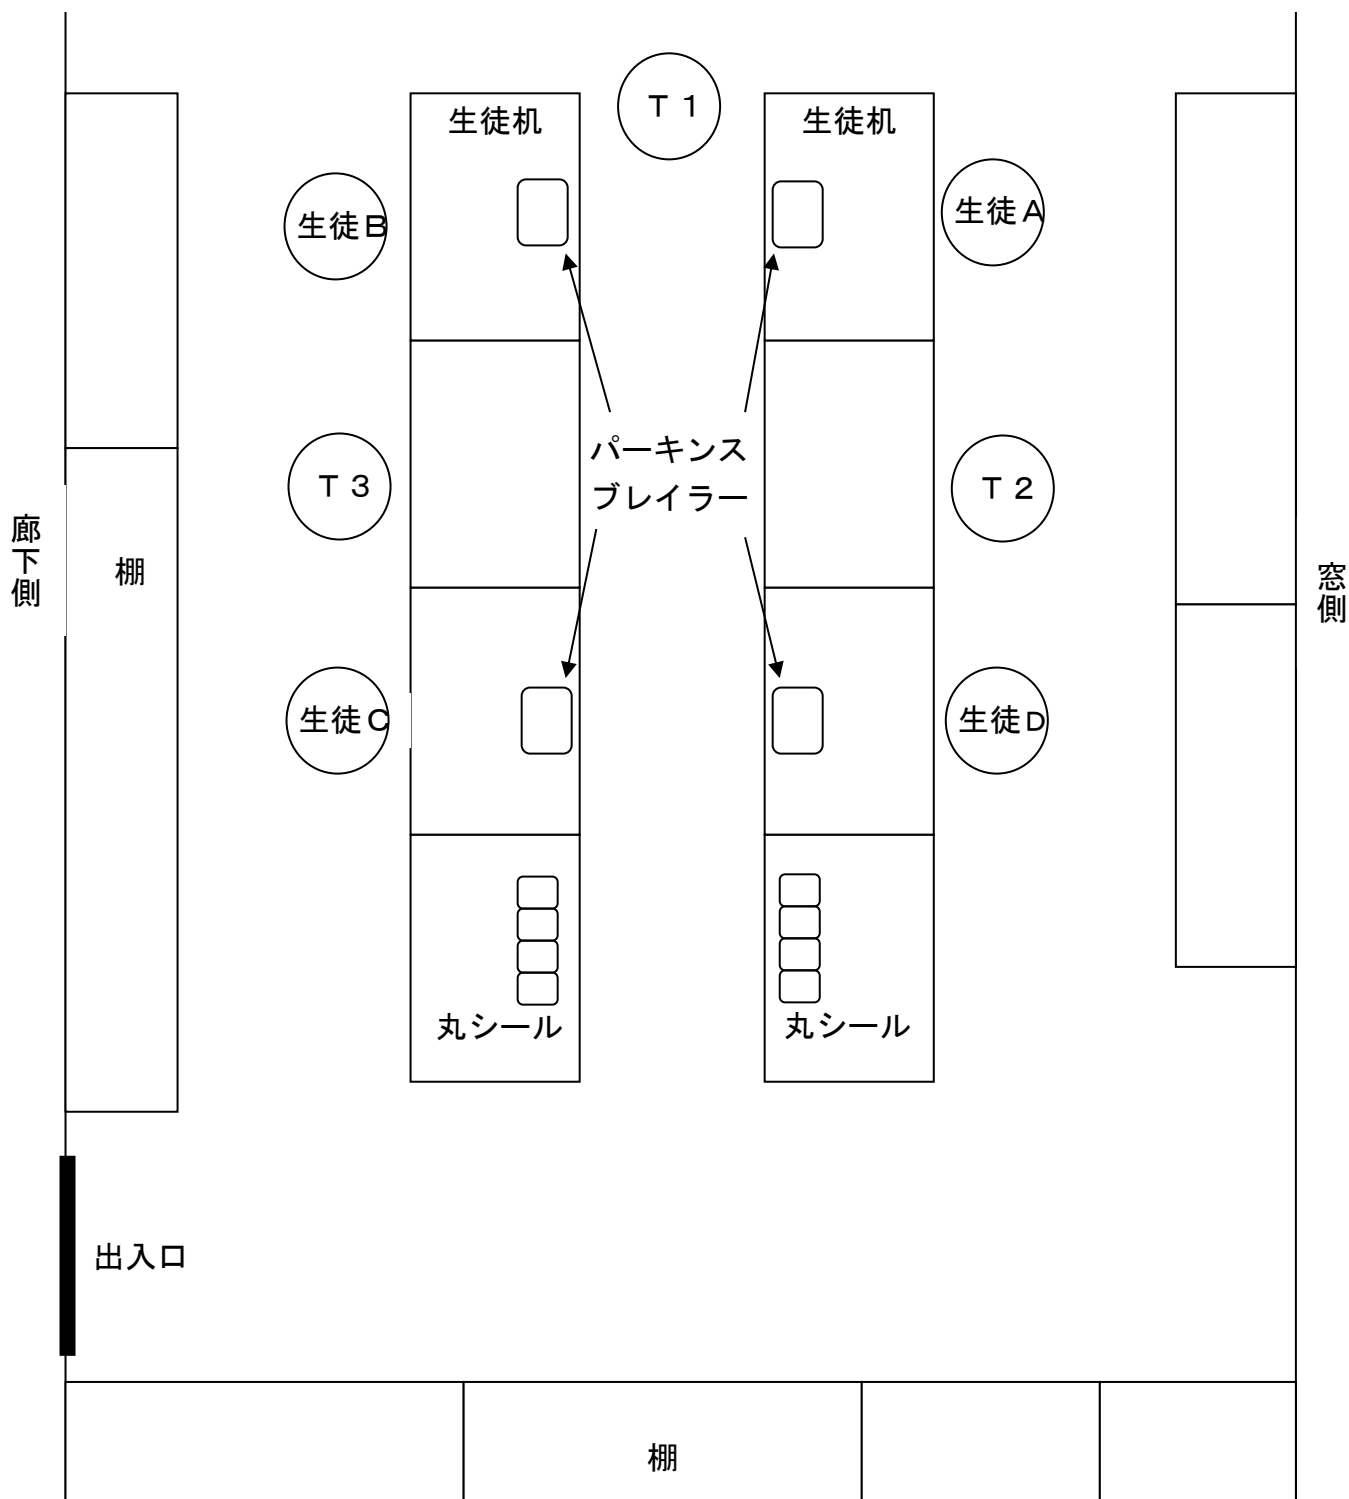 Ｔ１
生徒机
生徒机
生徒Ｂ
生徒Ａ
パーキンス
ブレイラー
Ｔ３
Ｔ２
廊下側
棚
窓側
生徒Ｃ
生徒Ｄ
丸シール
丸シール
出入口
棚